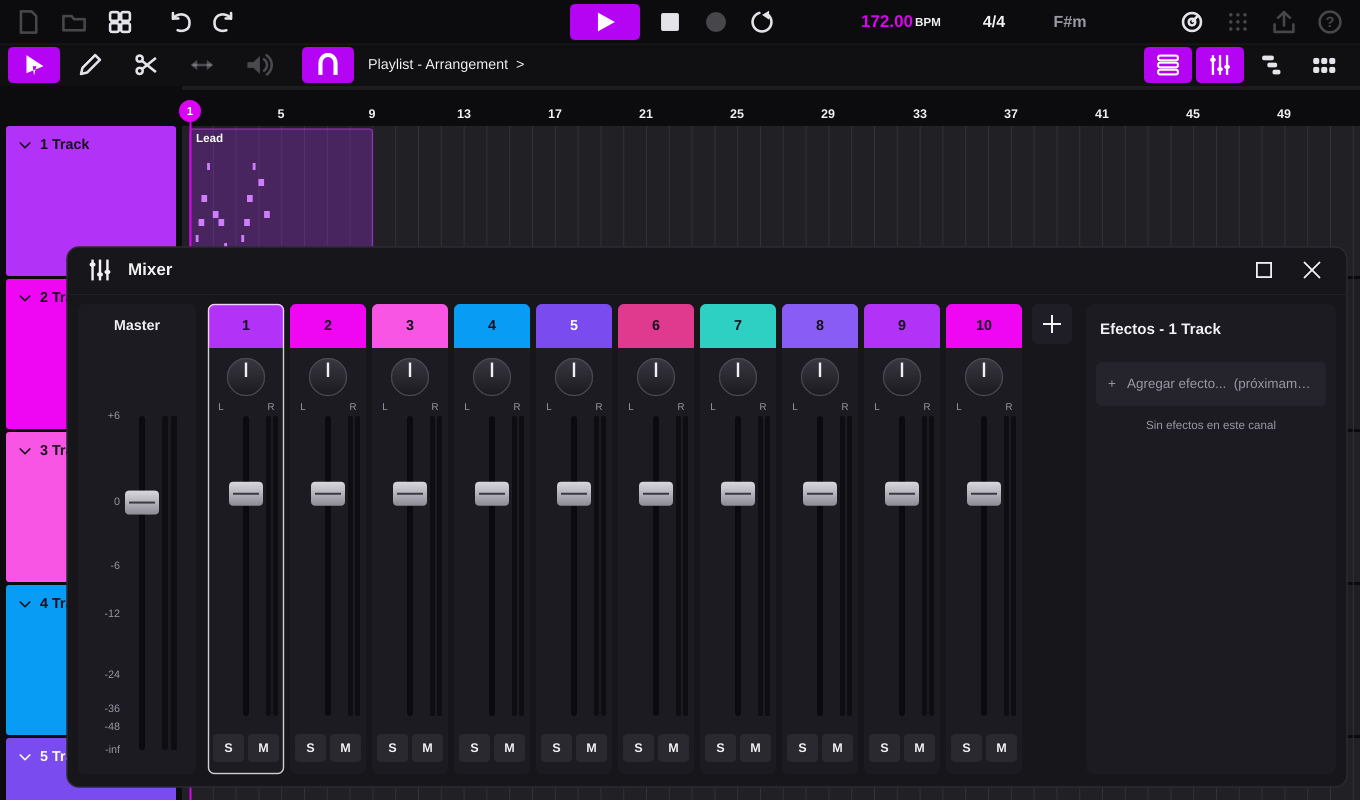 172.00 BPM 4/4 F#m ?
Playlist - Arrangement >
1 5 9 13 17 21 25 29 33 37 41 45 49
1 Track
Lead
2 Tr
3 Tr
4 Tr
5 Tr
Mixer
Master
1 2 3 4 5 6 7 8 9 10
L R L R L R L R L R L R L R L R L R L R
+6
0
-6
-12
-24
-36
-48
-inf
S M S M S M S M S M S M S M S M S M S M
Efectos - 1 Track
+ Agregar efecto... (próximam…
Sin efectos en este canal